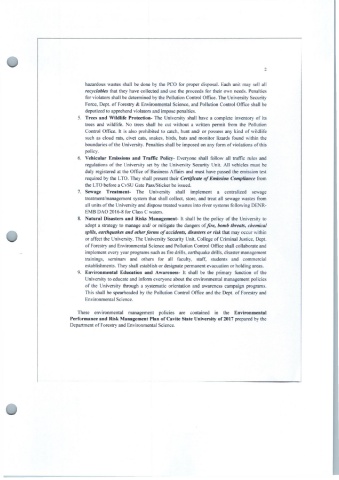 2
hazardous wastes shall be done by the PCO for proper disposal. Each unit may sell all
recyclables that they have collected and use the proceeds for their own needs. Penalties
for violators shall be determined by the Pollution Control Office. The University Security
Force, Dept. of Forestry & Environmental Science, and Pollution Control Office shall be
deputized to apprehend violators and impose penalties.
5. Trees and Wildlife Protection- The University shall have a complete inventory of its
trees and wildlife. No trees shall be cut without a written permit from the Pollution
Control Office. It is also prohibited to catch, hunt and/ or possess any kind of wildlife
such as cloud rats, civet cats, snakes, birds, bats and monitor lizards found within the
boundaries of the University. Penalties shall be imposed on any form of violations of this
policy.
6. Vehicular Emissions and Traffic Policy- Everyone shall follow all traffic rules and
regulations of the University set by the University Security Unit. All vehicles must be
duly registered at the Office of Business Affairs and must have passed the emission test
required by the LTO. They shall present their Certificate of Emission Compliance from
the LTO before a CvSU Gate Pass/Sticker be issued.
7. Sewage Treatment- The University shall implement a centralized sewage
treatment/management system that shall collect, store, and treat all sewage wastes from
all units of the University and dispose treated wastes into river systems following DENR-
EMB DAO 2016-8 for Class C waters.
8. Natural Disasters and Risks Management- It shall be the policy of the University to
adopt a strategy to manage and/ or mitigate the dangers of fire, bomb threats, chemical
spills, earthquakes and other forms of accidents, disasters or risk that may occur within
or affect the University. The University Security Unit, College of Criminal Justice, Dept.
of Forestry and Environmental Science and Pollution Control Office shall collaborate and
implement every year programs such as fire drills, earthquake drills, disaster management
trainings, seminars and others for all faculty, staff, students and commercial
establishments. They shall establish and designate permanent evacuation or holding areas.
9. Environmental Education and Awareness- It shall be the primary function of the
University to educate and inform everyone about the environmental management policies
of the University through a systematic orientation and awareness campaign programs.
This shall be spearheaded by the Pollution Control Office and the Dept. of Forestry and
Environmental Science.
These environmental management policies are contained in the Environmental
Performance and Risk Management Plan of Cavite State University of 2017 prepared by the
Department of Forestry and Environmental Science.